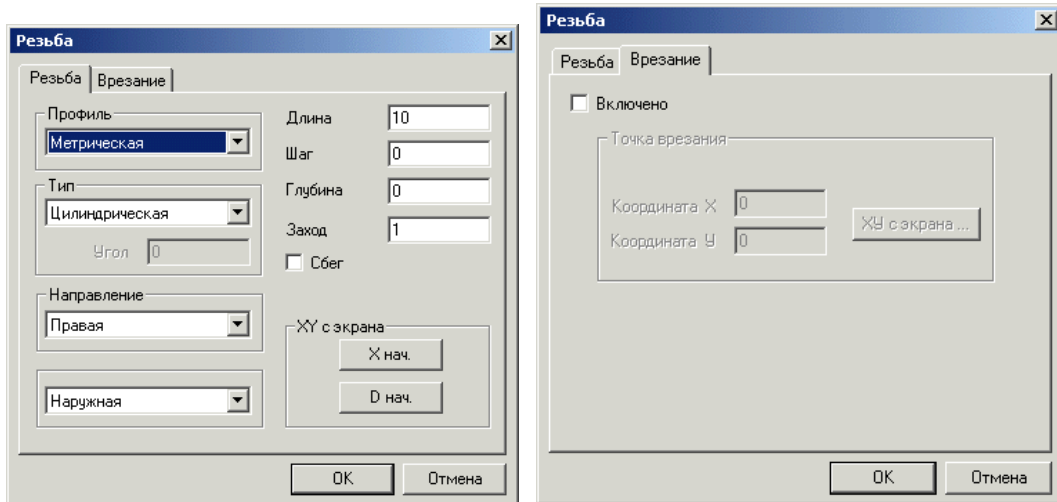 Резьба
Резьба Врезание
Профиль
Метрическая
Тип
Цилиндрическая
Угол 0
Направление
Правая
Наружная
Длина 10
Шаг 0
Глубина 0
Заход 1
Сбег
XY с экрана
X нач.
D нач.
OK Отмена
Резьба
Резьба Врезание
Включено
Точка врезания
Координата X 0
Координата У 0
ХУ с экрана ...
OK Отмена